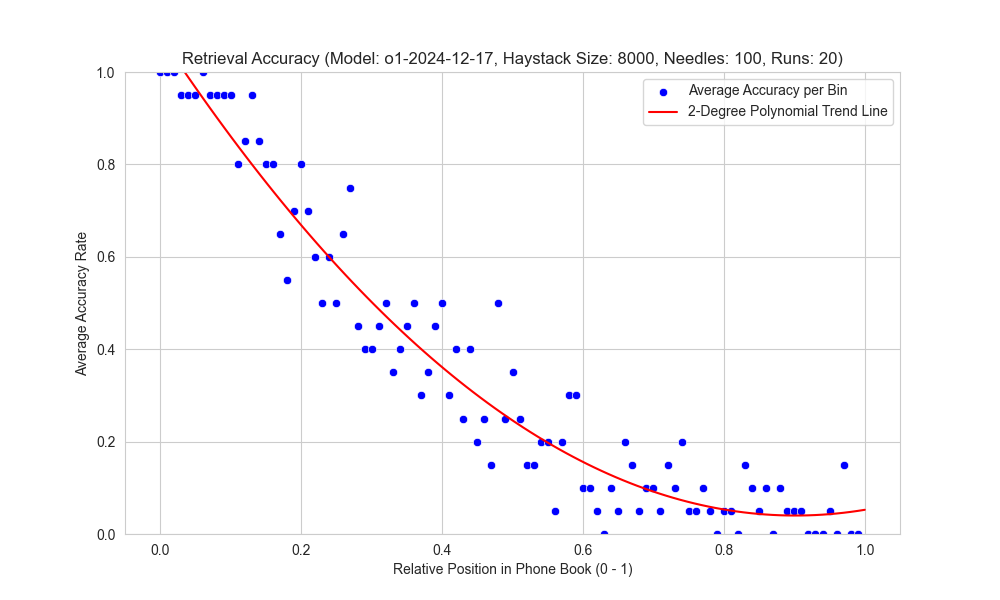 Retrieval Accuracy (Model: o1-2024-12-17, Haystack Size: 8000, Needles: 100, Runs: 20)
Average Accuracy per Bin
2-Degree Polynomial Trend Line
Average Accuracy Rate
1.0
0.8
0.6
0.4
0.2
0.0
0.0 0.2 0.4 0.6 0.8 1.0
Relative Position in Phone Book (0 - 1)